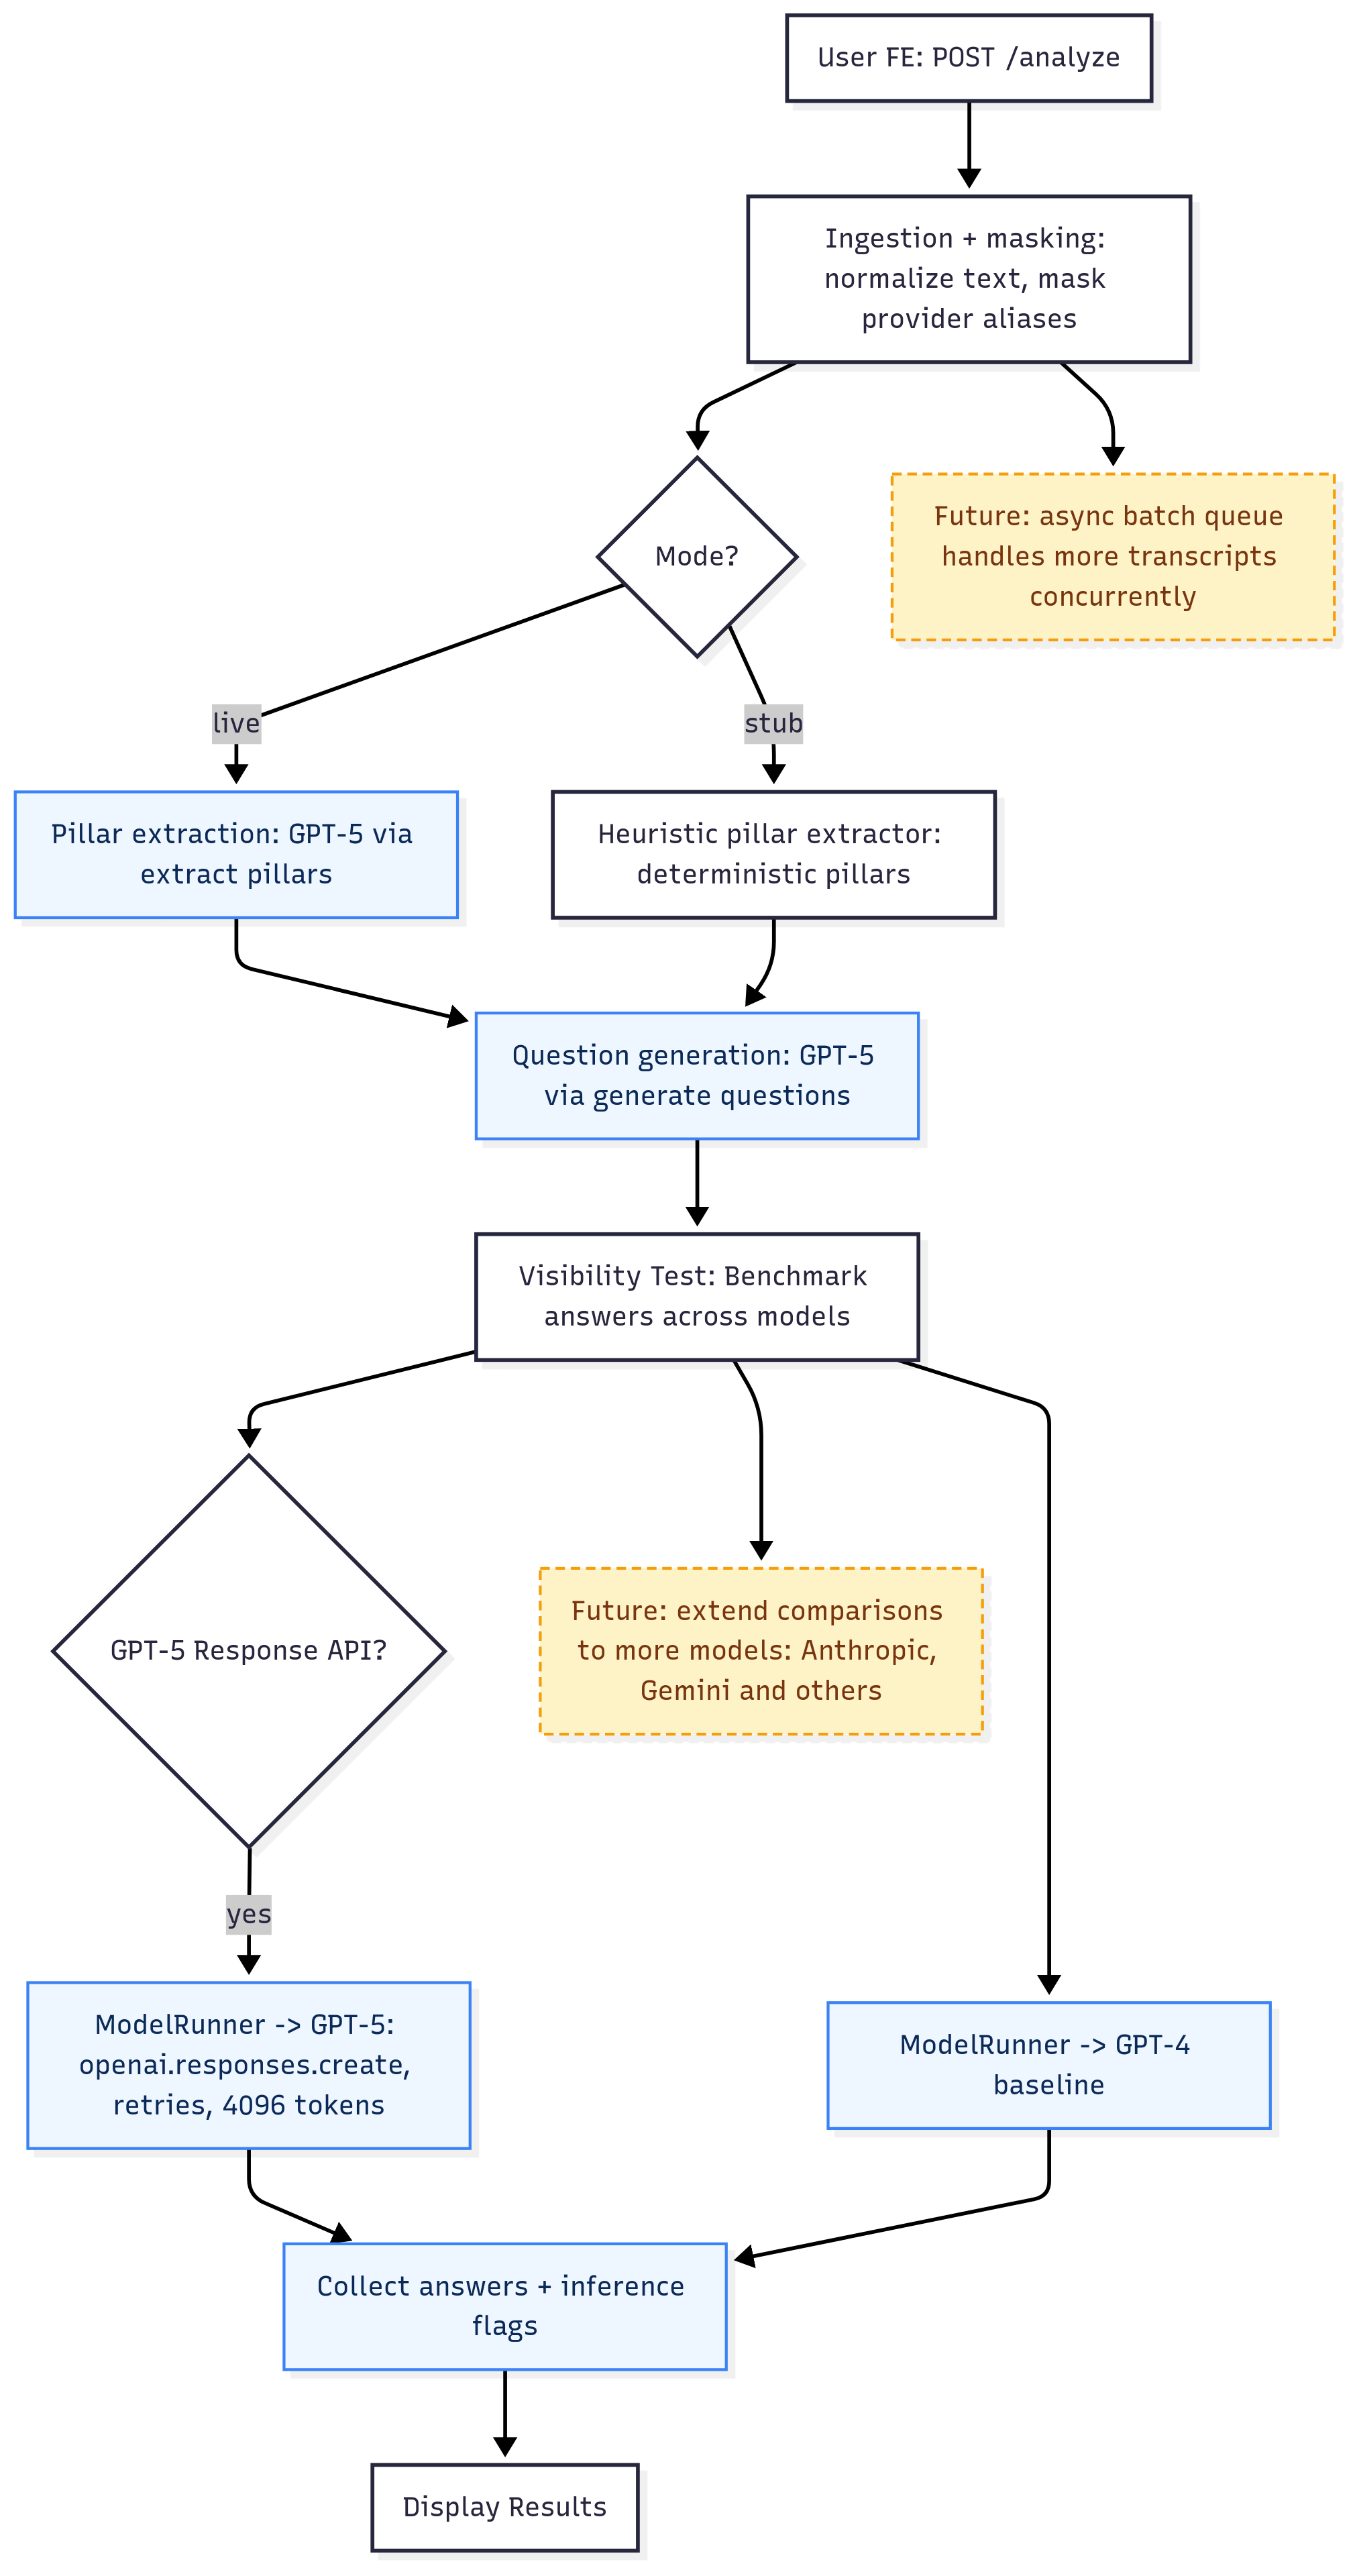 User FE: POST /analyze
Ingestion + masking:
normalize text, mask
provider aliases
Mode?
Future: async batch queue
handles more transcripts
concurrently
live
stub
Pillar extraction: GPT-5 via
extract pillars
Heuristic pillar extractor:
deterministic pillars
Question generation: GPT-5
via generate questions
Visibility Test: Benchmark
answers across models
GPT-5 Response API?
Future: extend comparisons
to more models: Anthropic,
Gemini and others
yes
ModelRunner -> GPT-5:
openai.responses.create,
retries, 4096 tokens
ModelRunner -> GPT-4
baseline
Collect answers + inference
flags
Display Results